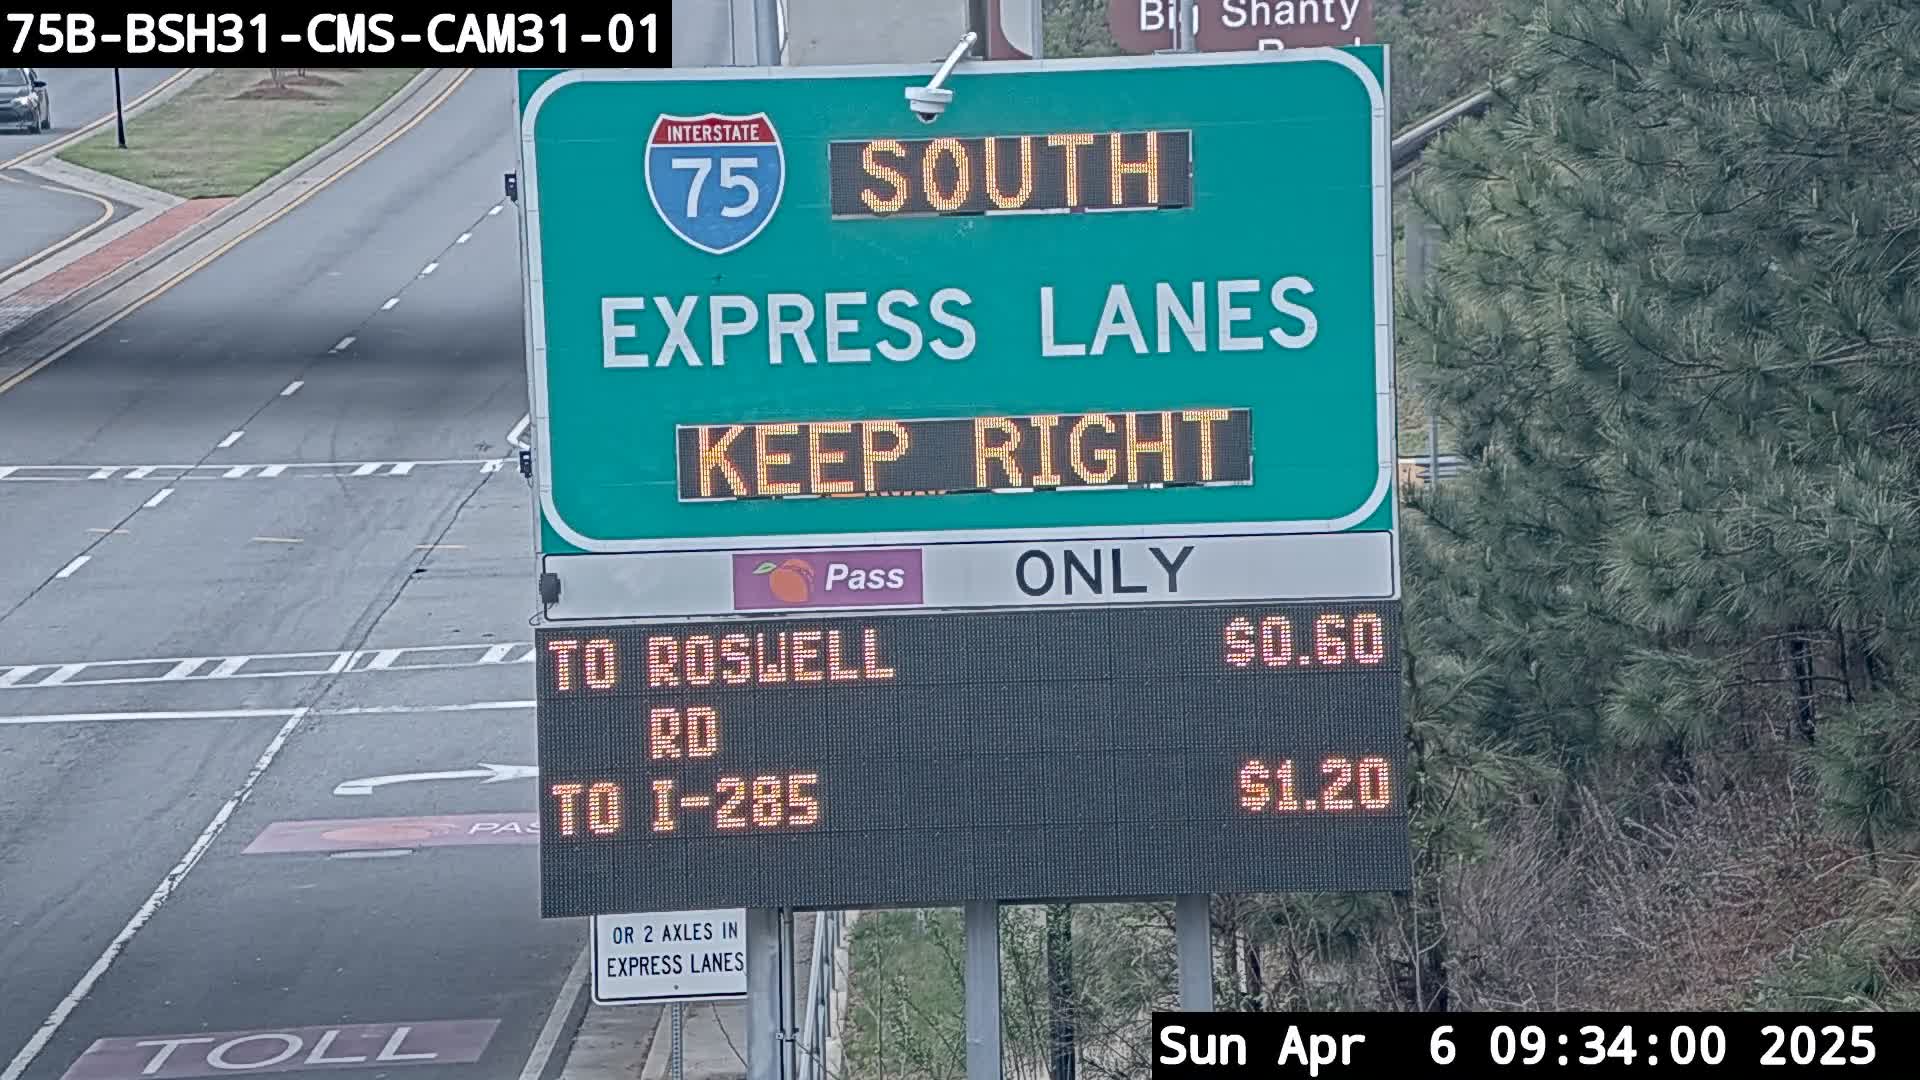 75B-BSH31-CMS-CAM31-01
Big Shanty
INTERSTATE
75
SOUTH
EXPRESS LANES
KEEP RIGHT
Pass ONLY
TO ROSWELL $0.60
RD
TO I-285 $1.20
OR 2 AXLES IN
EXPRESS LANES
TOLL
Sun Apr 6 09:34:00 2025